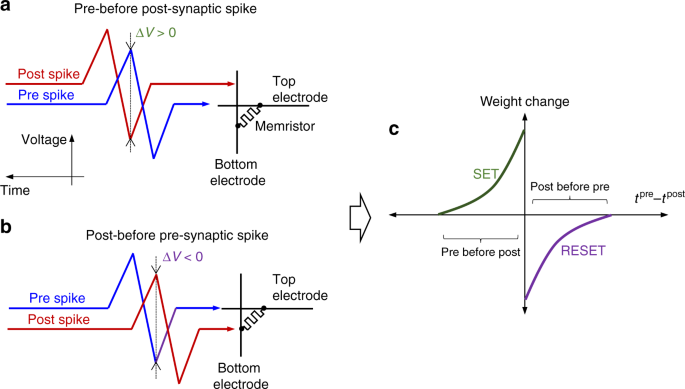 a
Pre-before post-synaptic spike
ΔV > 0
Post spike
Pre spike
Top
electrode
Memristor
Voltage
Time
Bottom
electrode
b
Post-before pre-synaptic spike
ΔV < 0
Pre spike
Post spike
Top
electrode
Bottom
electrode
c
Weight change
SET
Post before pre
t^pre–t^post
Pre before post
RESET